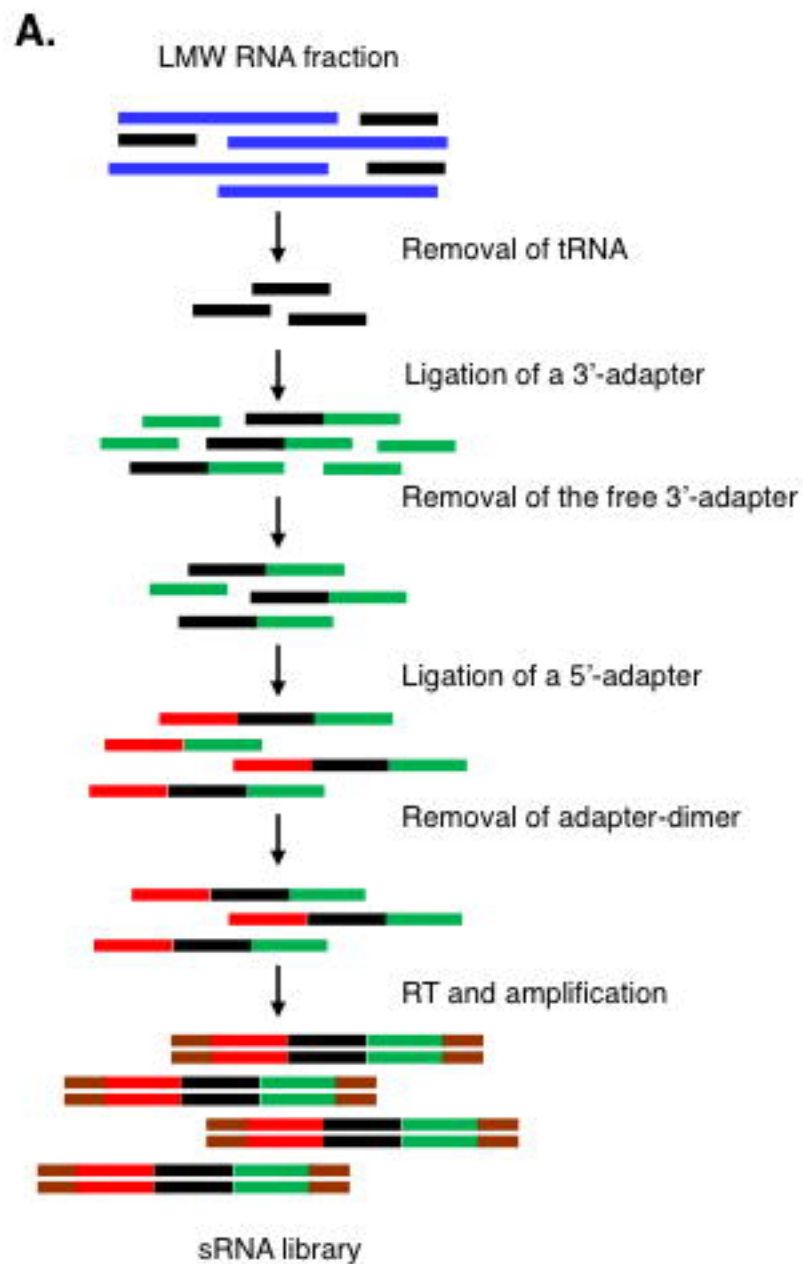 A.
LMW RNA fraction
Removal of tRNA
Ligation of a 3’-adapter
Removal of the free 3’-adapter
Ligation of a 5’-adapter
Removal of adapter-dimer
RT and amplification
sRNA library